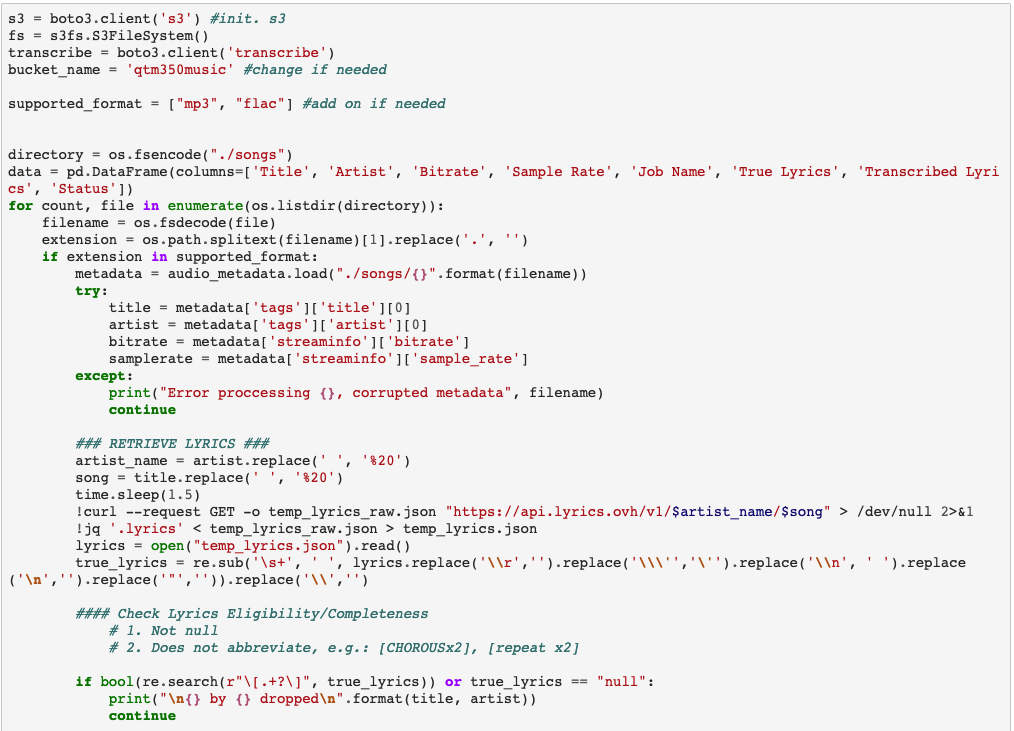 s3 = boto3.client('s3') #init. s3
fs = s3fs.S3FileSystem()
transcribe = boto3.client('transcribe')
bucket_name = 'qtm350music' #change if needed

supported_format = ["mp3", "flac"] #add on if needed


directory = os.fsencode("./songs")
data = pd.DataFrame(columns=['Title', 'Artist', 'Bitrate', 'Sample Rate', 'Job Name', 'True Lyrics', 'Transcribed Lyri
cs', 'Status'])
for count, file in enumerate(os.listdir(directory)):
    filename = os.fsdecode(file)
    extension = os.path.splitext(filename)[1].replace('.', '')
    if extension in supported_format:
        metadata = audio_metadata.load("./songs/{}".format(filename))
        try:
            title = metadata['tags']['title'][0]
            artist = metadata['tags']['artist'][0]
            bitrate = metadata['streaminfo']['bitrate']
            samplerate = metadata['streaminfo']['sample_rate']
        except:
            print("Error proccessing {}, corrupted metadata", filename)
            continue

        ### RETRIEVE LYRICS ###
        artist_name = artist.replace(' ', '%20')
        song = title.replace(' ', '%20')
        time.sleep(1.5)
        !curl --request GET -o temp_lyrics_raw.json "https://api.lyrics.ovh/v1/$artist_name/$song" > /dev/null 2>&1
        !jq '.lyrics' < temp_lyrics_raw.json > temp_lyrics.json
        lyrics = open("temp_lyrics.json").read()
        true_lyrics = re.sub('\s+', ' ', lyrics.replace('\\r','').replace('\\\'','\'').replace('\\n', ' ').replace
('\n','').replace('"','')).replace('\\','')

        #### Check Lyrics Eligibility/Completeness
            # 1. Not null
            # 2. Does not abbreviate, e.g.: [CHOROUSx2], [repeat x2]

        if bool(re.search(r"\[.+?\]", true_lyrics)) or true_lyrics == "null":
            print("\n{} by {} dropped\n".format(title, artist))
            continue